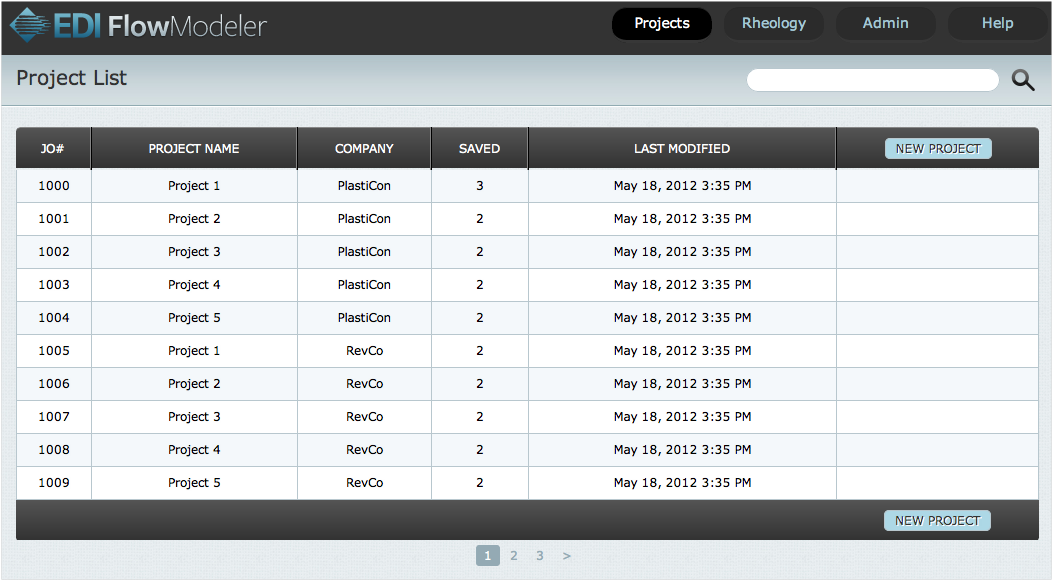 EDI FlowModeler Projects Rheology Admin Help
Project List
JO# PROJECT NAME COMPANY SAVED LAST MODIFIED NEW PROJECT
1000 Project 1 PlastiCon 3 May 18, 2012 3:35 PM
1001 Project 2 PlastiCon 2 May 18, 2012 3:35 PM
1002 Project 3 PlastiCon 2 May 18, 2012 3:35 PM
1003 Project 4 PlastiCon 2 May 18, 2012 3:35 PM
1004 Project 5 PlastiCon 2 May 18, 2012 3:35 PM
1005 Project 1 RevCo 2 May 18, 2012 3:35 PM
1006 Project 2 RevCo 2 May 18, 2012 3:35 PM
1007 Project 3 RevCo 2 May 18, 2012 3:35 PM
1008 Project 4 RevCo 2 May 18, 2012 3:35 PM
1009 Project 5 RevCo 2 May 18, 2012 3:35 PM
NEW PROJECT
1 2 3 >